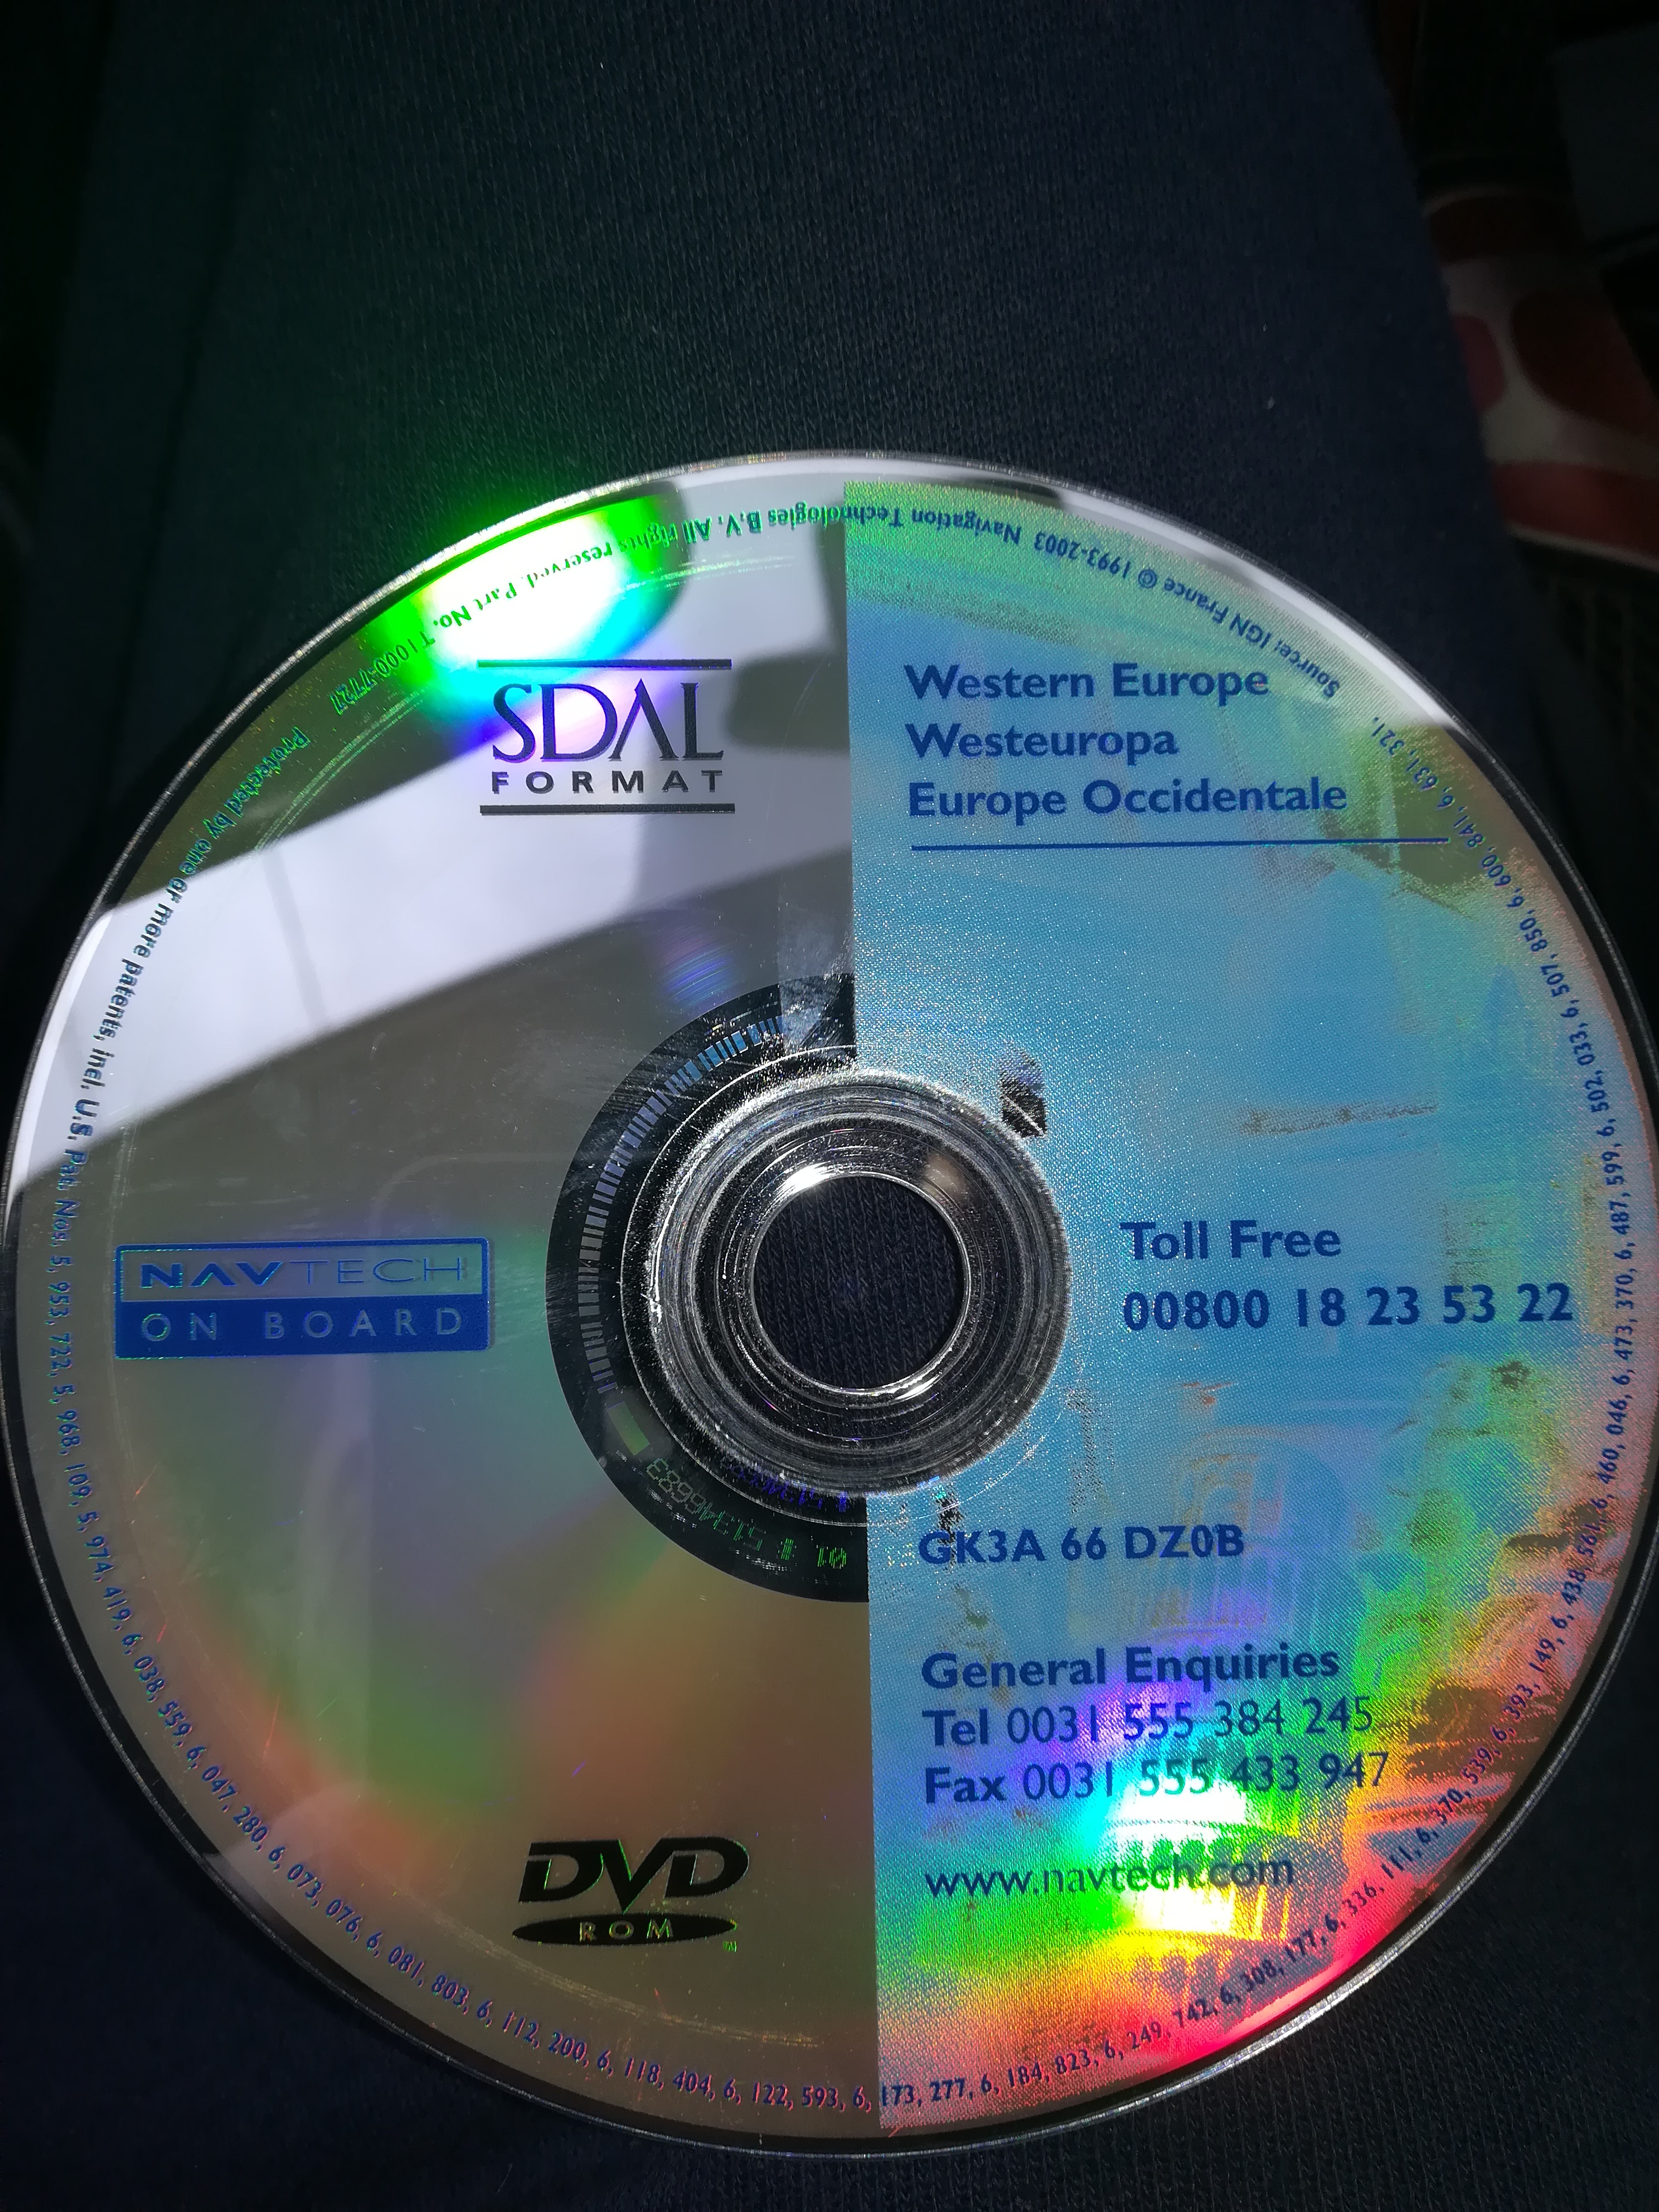 SDAL
FORMAT
Western Europe
Westeuropa
Europe Occidentale
NAVTECH
ON BOARD
Toll Free
00800 18 23 53 22
GK3A 66 DZ0B
General Enquiries
Tel 0031 555 384 245
Fax 0031 555 433 947
www.navtech.com
DVD
ROM
Source: IGN France © 1993-2003 Navigation Technologies B.V. All rights reserved. Part No. T1000-7727
Protected by one or more patents, incl. U.S. Pat. Nos. 5, 953, 722, 5, 968, 109, 5, 974, 419, 6, 038, 559, 6, 047, 280, 6, 073, 076, 6, 081, 803, 6, 112, 200, 6, 118, 404, 6, 122, 593, 6, 173, 277, 6, 184, 823, 6, 249, 742, 6, 308, 177, 6, 336, 111, 6, 370, 539, 6, 393, 149, 6, 438, 561, 6, 460, 046, 6, 473, 370, 6, 487, 599, 6, 502, 033, 6, 507, 850, 6, 600, 841, 6, 631, 321.
01 # 51346683